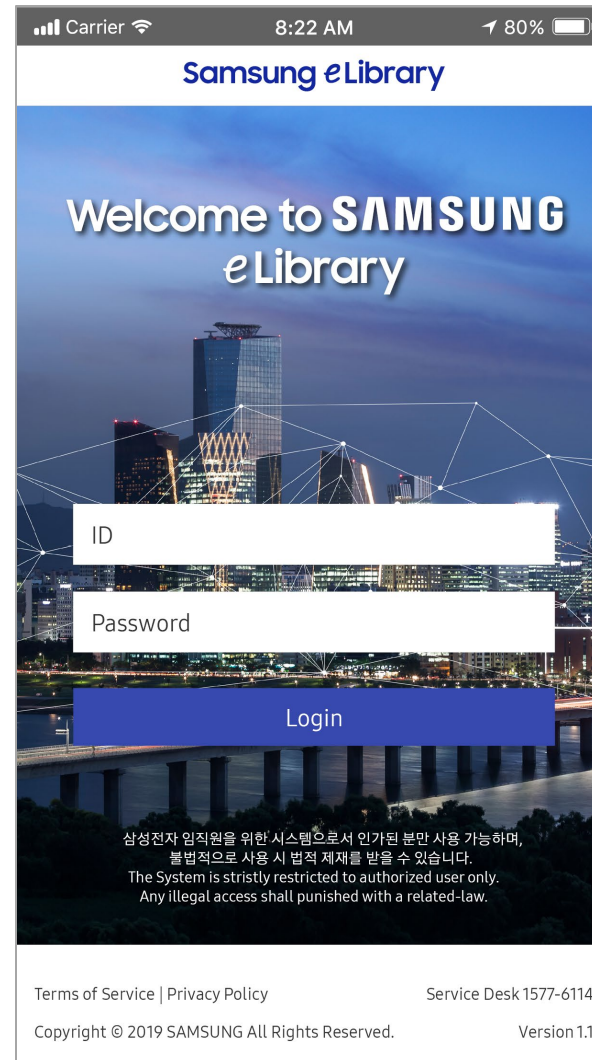 Carrier 8:22 AM 80%
Samsung eLibrary
Welcome to SAMSUNG
eLibrary
ID
Password
Login
삼성전자 임직원을 위한 시스템으로서 인가된 분만 사용 가능하며,
불법적으로 사용 시 법적 제재를 받을 수 있습니다.
The System is stristly restricted to authorized user only.
Any illegal access shall punished with a related-law.
Terms of Service | Privacy Policy Service Desk 1577-6114
Copyright © 2019 SAMSUNG All Rights Reserved. Version 1.1